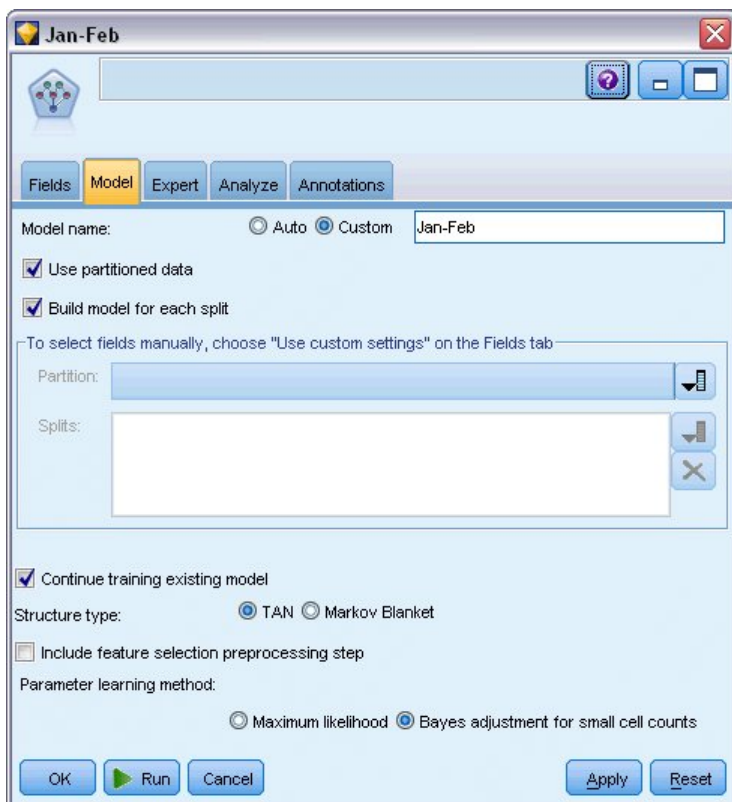 Jan-Feb
Fields Model Expert Analyze Annotations
Model name: Auto Custom Jan-Feb
Use partitioned data
Build model for each split
To select fields manually, choose "Use custom settings" on the Fields tab
Partition:
Splits:
Continue training existing model
Structure type: TAN Markov Blanket
Include feature selection preprocessing step
Parameter learning method:
Maximum likelihood Bayes adjustment for small cell counts
OK Run Cancel Apply Reset